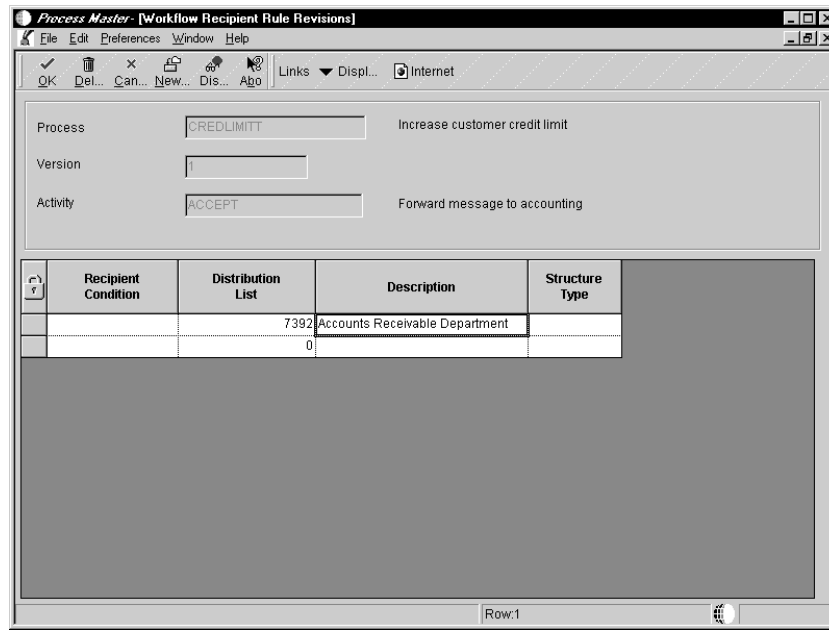 Process Master - [Workflow Recipient Rule Revisions]
File Edit Preferences Window Help
OK Del... Can... New... Dis... Abo Links Displ... Internet
Process CREDLIMITT Increase customer credit limit
Version 1
Activity ACCEPT Forward message to accounting
Recipient Condition Distribution List Description Structure Type
7392 Accounts Receivable Department
0
Row:1